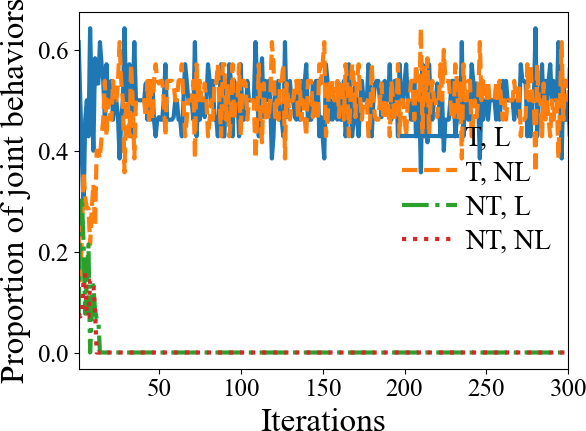 Proportion of joint behaviors
0.6
0.4
0.2
0.0
T, L
T, NL
NT, L
NT, NL
50
100
150
200
250
300
Iterations